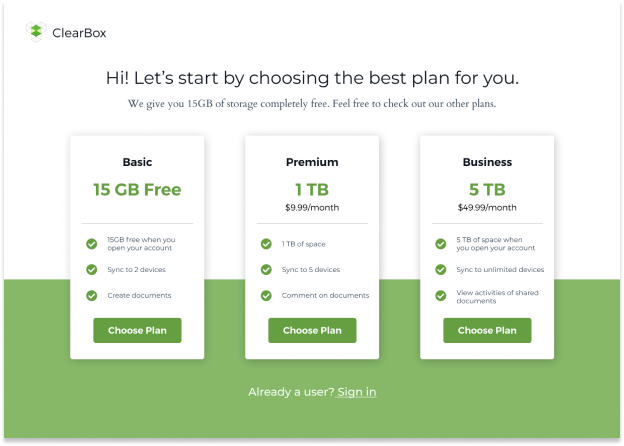 ClearBox
Hi! Let’s start by choosing the best plan for you.
We give you 15GB of storage completely free. Feel free to check out our other plans.
Basic
15 GB Free
15GB free when you
open your account
Sync to 2 devices
Create documents
Choose Plan
Premium
1 TB
$9.99/month
1 TB of space
Sync to 5 devices
Comment on documents
Choose Plan
Business
5 TB
$49.99/month
5 TB of space when
you open your account
Sync to unlimited devices
View activities of shared
documents
Choose Plan
Already a user? Sign in